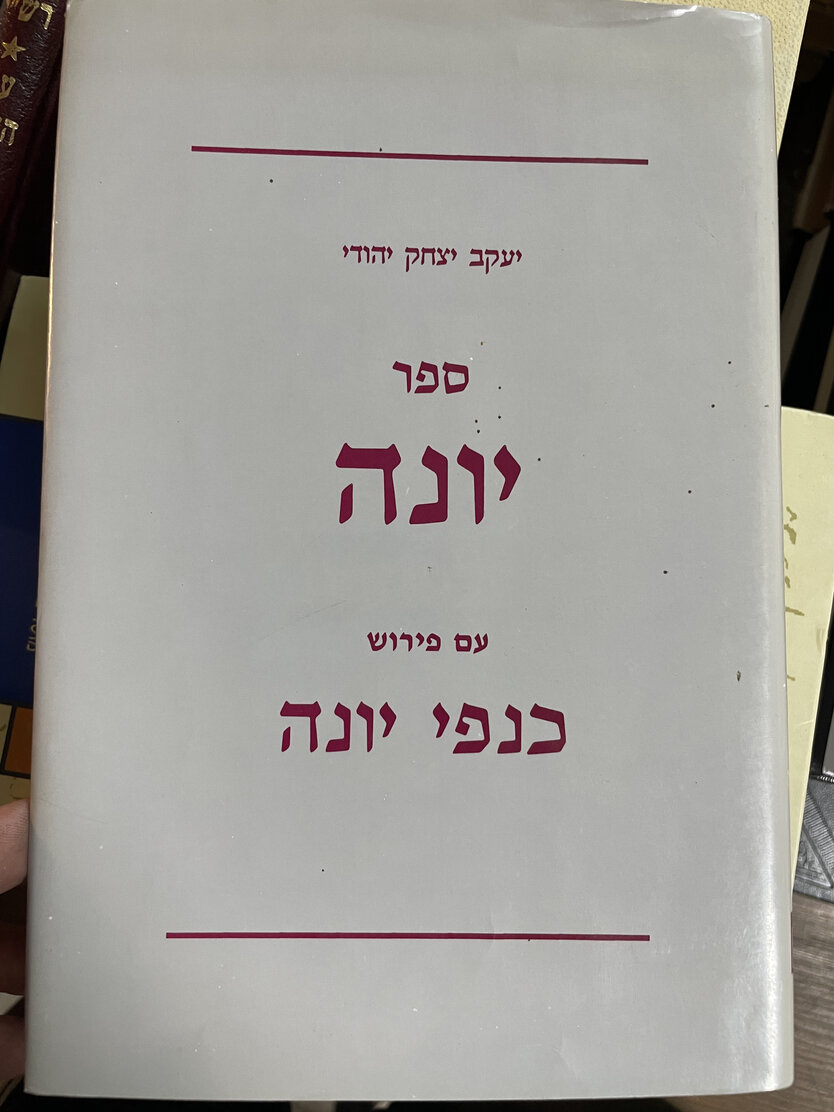 יעקב יצחק יהודי
ספר
יונה
עם פירוש
כנפי יונה